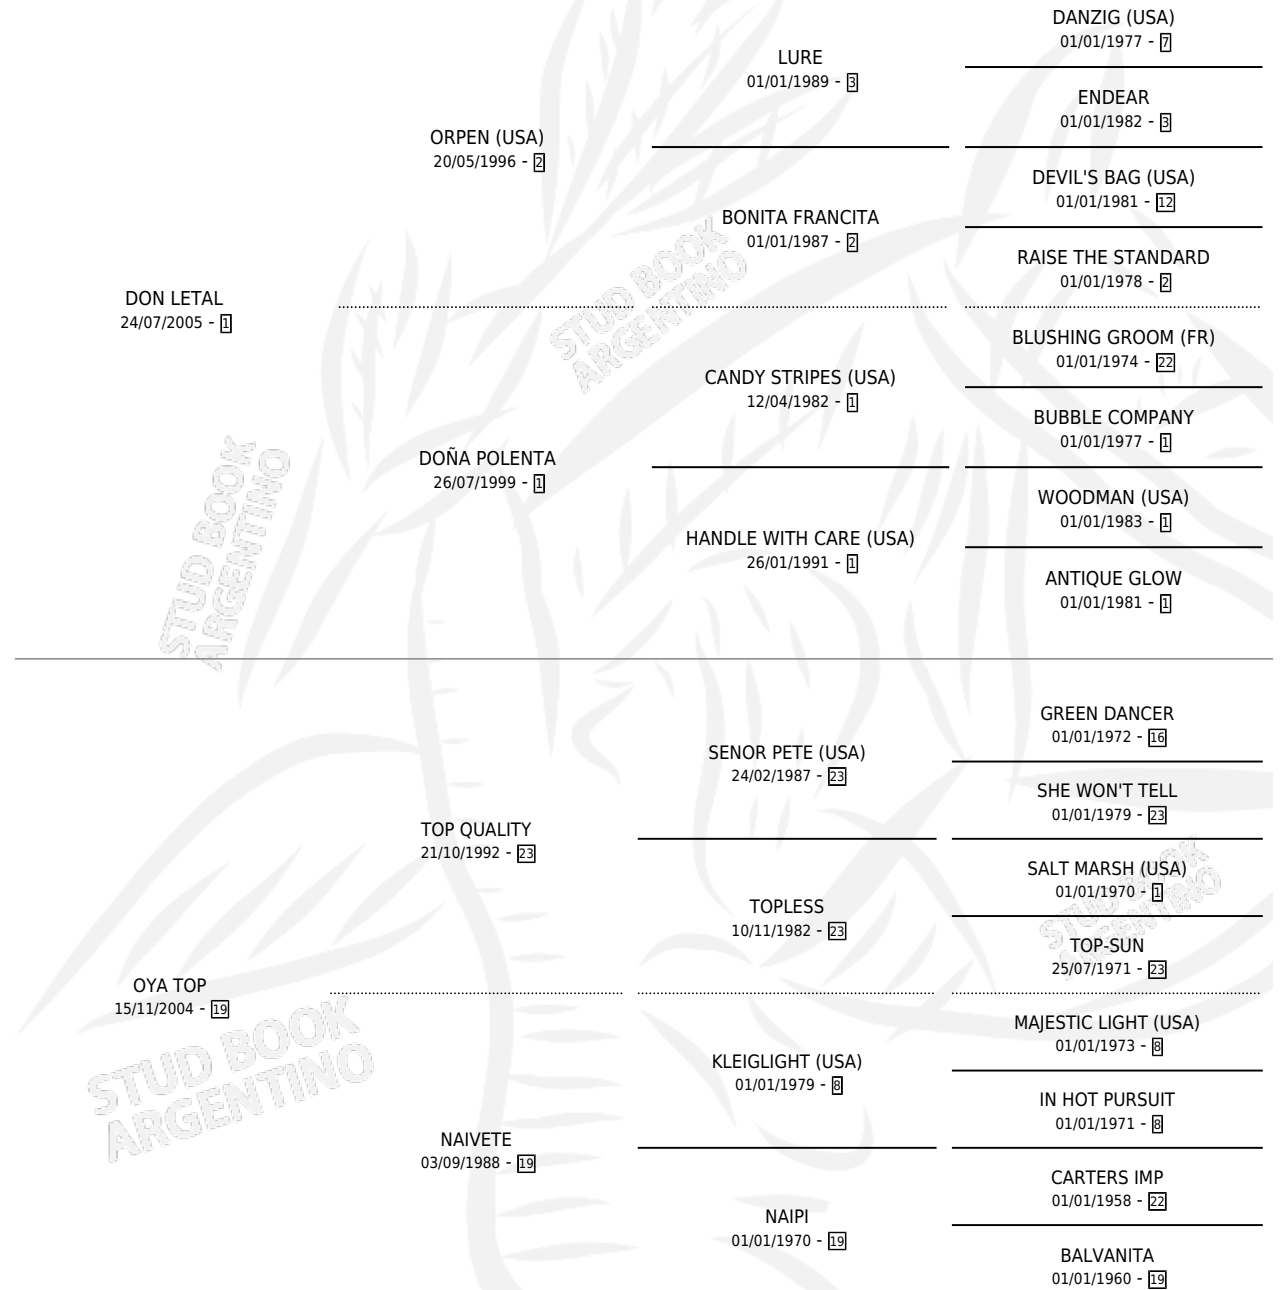 DANZIG (USA)
01/01/1977 - 7
LURE
01/01/1989 - 3
ENDEAR
01/01/1982 - 3
ORPEN (USA)
20/05/1996 - 2
DEVIL'S BAG (USA)
01/01/1981 - 12
BONITA FRANCITA
01/01/1987 - 2
RAISE THE STANDARD
01/01/1978 - 2
DON LETAL
24/07/2005 - 1
BLUSHING GROOM (FR)
01/01/1974 - 22
CANDY STRIPES (USA)
12/04/1982 - 1
BUBBLE COMPANY
01/01/1977 - 1
DOÑA POLENTA
26/07/1999 - 1
WOODMAN (USA)
01/01/1983 - 1
HANDLE WITH CARE (USA)
26/01/1991 - 1
ANTIQUE GLOW
01/01/1981 - 1
GREEN DANCER
01/01/1972 - 16
SENOR PETE (USA)
24/02/1987 - 23
SHE WON'T TELL
01/01/1979 - 23
TOP QUALITY
21/10/1992 - 23
SALT MARSH (USA)
01/01/1970 - 1
TOPLESS
10/11/1982 - 23
TOP-SUN
25/07/1971 - 23
OYA TOP
15/11/2004 - 19
MAJESTIC LIGHT (USA)
01/01/1973 - 8
KLEIGLIGHT (USA)
01/01/1979 - 8
IN HOT PURSUIT
01/01/1971 - 8
NAIVETE
03/09/1988 - 19
CARTERS IMP
01/01/1958 - 22
NAIPI
01/01/1970 - 19
BALVANITA
01/01/1960 - 19
STUD BOOK
ARGENTINO
STUD BOOK
ARGENTINO
STUD BOOK
ARGENTINO
STUD BOOK
ARGENTINO